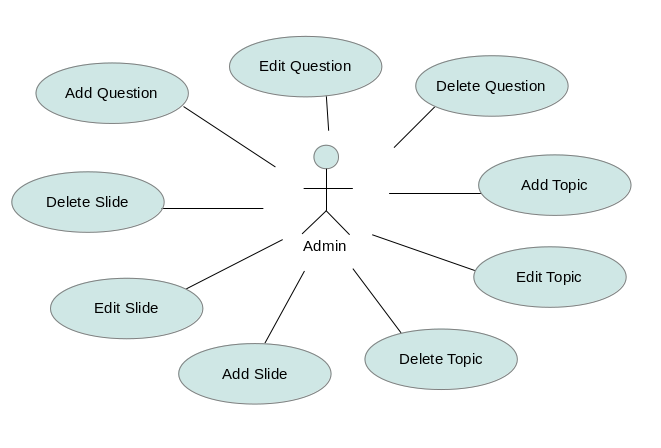 Edit Question
Add Question
Delete Question
Delete Slide
Add Topic
Admin
Edit Slide
Edit Topic
Add Slide
Delete Topic